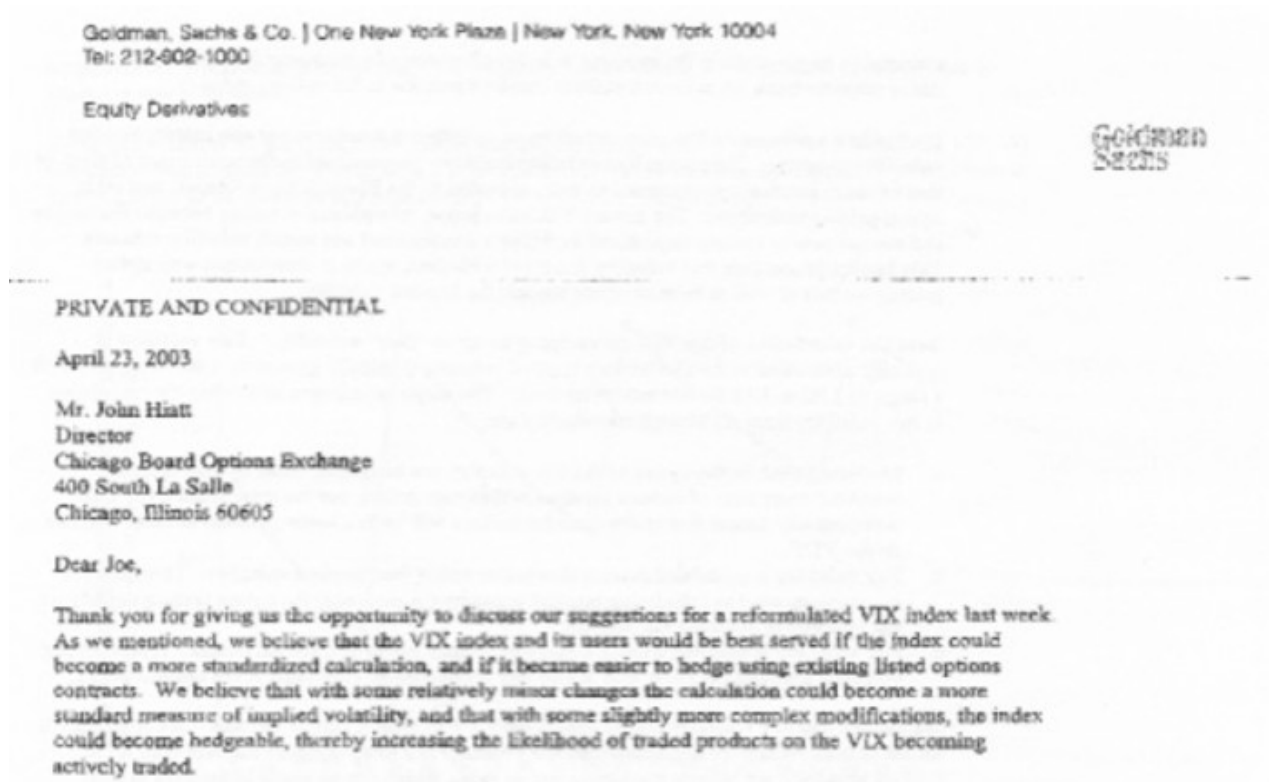 Goldman, Sachs & Co. | One New York Plaza | New York, New York 10004
Tel: 212-902-1000
Equity Derivatives
Goldman
Sachs
PRIVATE AND CONFIDENTIAL
April 23, 2003
Mr. John Hiatt
Director
Chicago Board Options Exchange
400 South La Salle
Chicago, Illinois 60605
Dear Joe,
Thank you for giving us the opportunity to discuss our suggestions for a reformulated VIX index last week.
As we mentioned, we believe that the VIX index and its users would be best served if the index could
become a more standardized calculation, and if it became easier to hedge using existing listed options
contracts. We believe that with some relatively minor changes the calculation could become a more
standard measure of implied volatility, and that with some slightly more complex modifications, the index
could become hedgeable, thereby increasing the likelihood of traded products on the VIX becoming
actively traded.